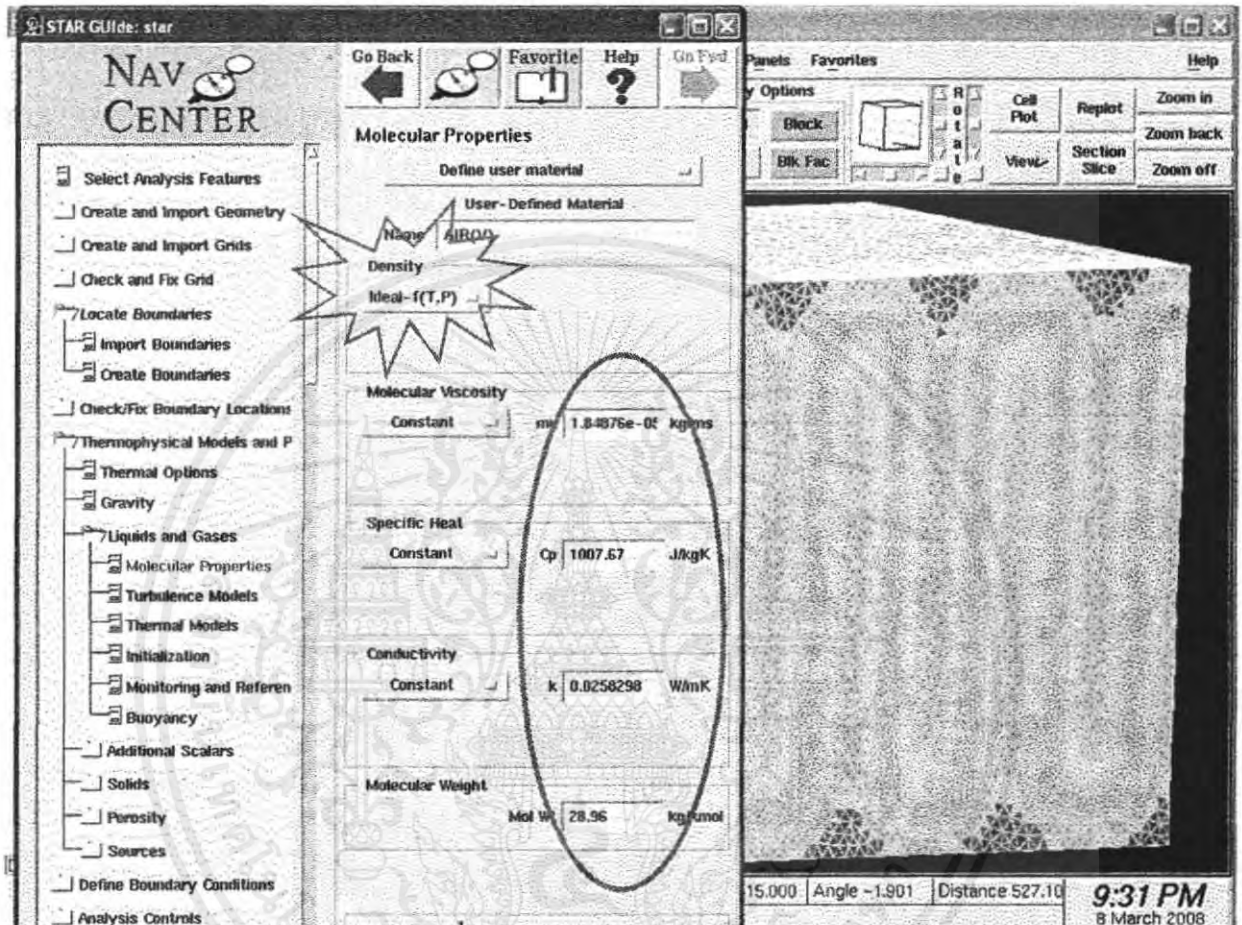 STAR GUIde: star
NAV
CENTER
Select Analysis Features
Create and Import Geometry
Create and Import Grids
Check and Fix Grid
Locate Boundaries
Import Boundaries
Create Boundaries
Check/Fix Boundary Locations
Thermophysical Models and P
Thermal Options
Gravity
Liquids and Gases
Molecular Properties
Turbulence Models
Thermal Models
Initialization
Monitoring and Referen
Buoyancy
Additional Scalars
Solids
Porosity
Sources
Define Boundary Conditions
Analysis Controls
Go Back
Favorite
Help
Go Fwd
Molecular Properties
Define user material
User-Defined Material
Name
Density
Ideal-f(T,P)
Molecular Viscosity
Constant 1.84876e-05
Specific Heat
Constant Cp 1007.67 J/kgK
Conductivity
Constant k 0.0258298 W/mK
Molecular Weight
Mol 28.96
Panels Favorites Help
Options
Block
Blk Fac
Rotate
Cell Plot
View
Replot
Section Slice
Zoom in
Zoom back
Zoom off
15.000 Angle -1.901 Distance 527.10
9:31 PM
8 March 2008